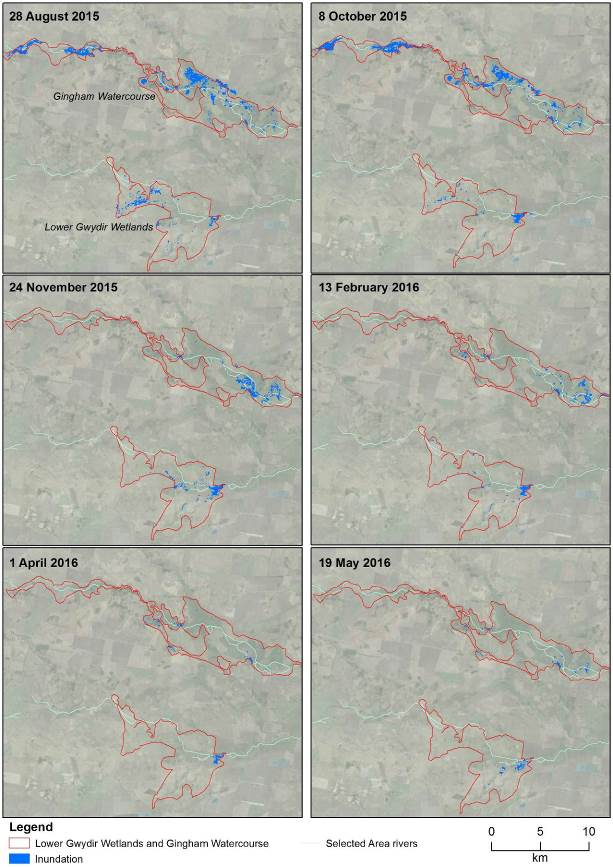 28 August 2015
8 October 2015
Gingham Watercourse
Lower Gwydir Wetlands
24 November 2015
13 February 2016
1 April 2016
19 May 2016
Legend
Lower Gwydir Wetlands and Gingham Watercourse
Selected Area rivers
Inundation
0 5 10
km